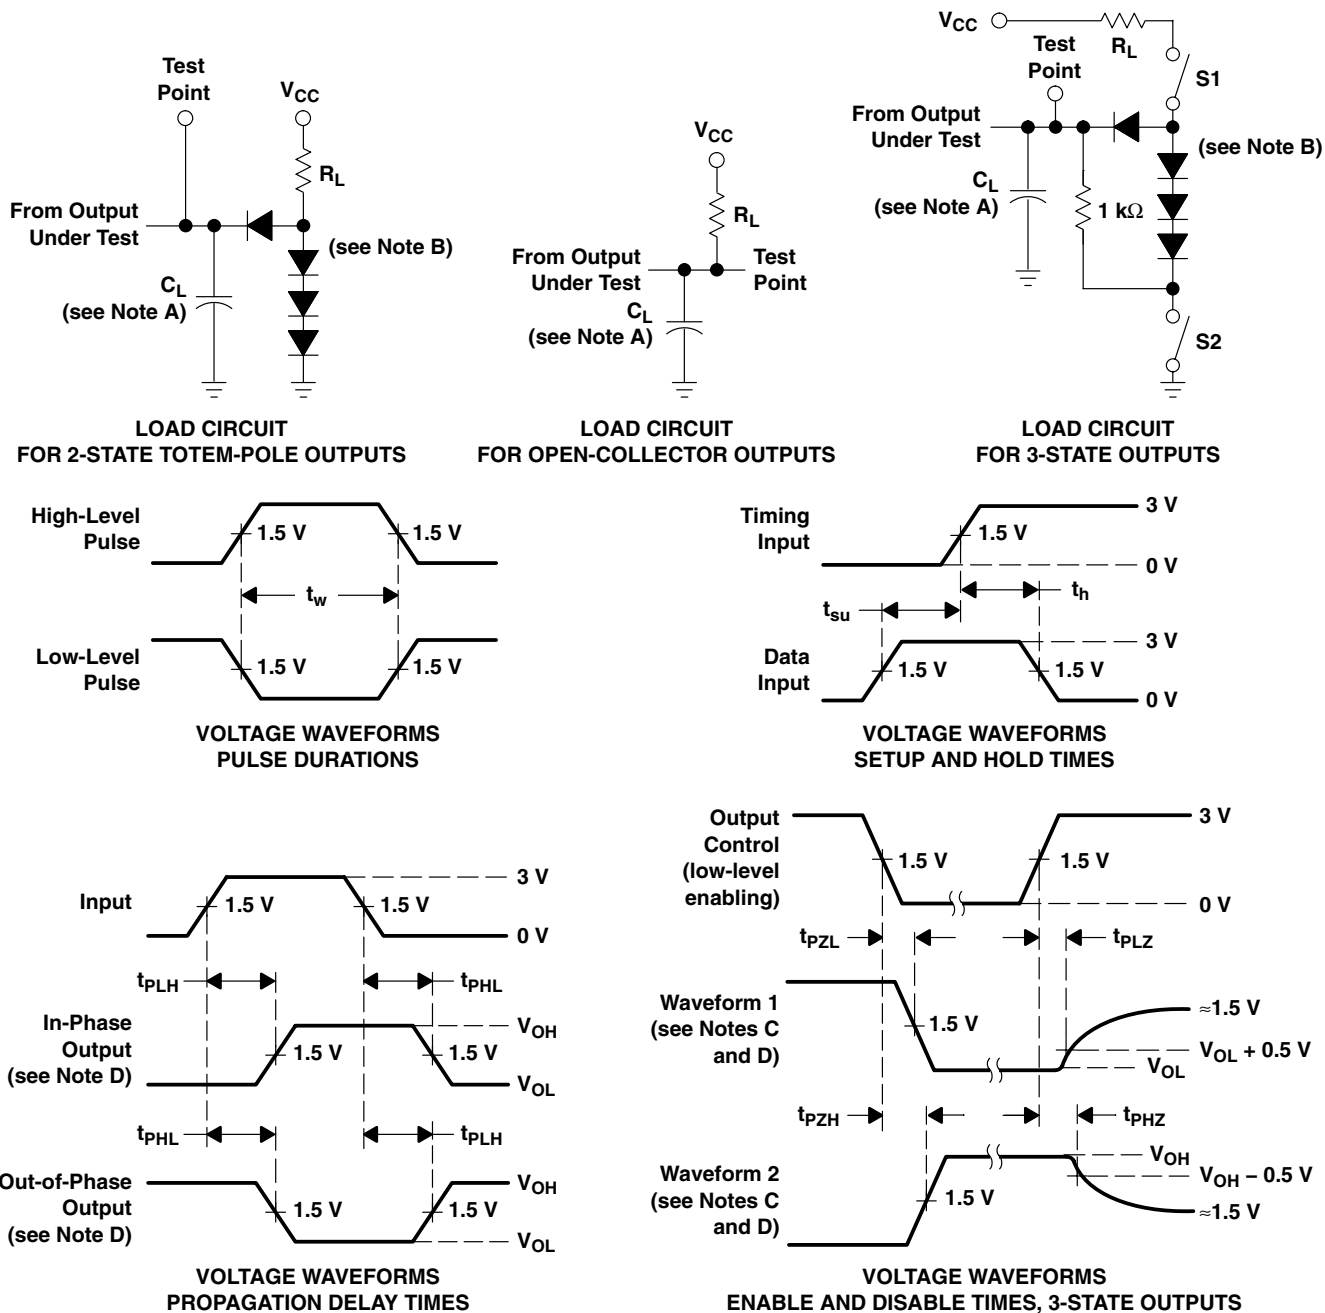 Test
Point
VCC
RL
From Output
Under Test
(see Note B)
CL
(see Note A)
LOAD CIRCUIT
FOR 2-STATE TOTEM-POLE OUTPUTS
VCC
RL
From Output
Under Test
Test
Point
CL
(see Note A)
LOAD CIRCUIT
FOR OPEN-COLLECTOR OUTPUTS
VCC
RL
Test
Point
S1
From Output
Under Test
(see Note B)
CL
(see Note A)
1 kΩ
S2
LOAD CIRCUIT
FOR 3-STATE OUTPUTS
High-Level
Pulse
1.5 V
1.5 V
tw
Low-Level
Pulse
1.5 V
1.5 V
VOLTAGE WAVEFORMS
PULSE DURATIONS
Timing
Input
1.5 V
3 V
0 V
th
tsu
Data
Input
1.5 V
1.5 V
3 V
0 V
VOLTAGE WAVEFORMS
SETUP AND HOLD TIMES
Input
1.5 V
1.5 V
3 V
0 V
tPLH
tPHL
In-Phase
Output
(see Note D)
1.5 V
1.5 V
VOH
VOL
tPHL
tPLH
Out-of-Phase
Output
(see Note D)
1.5 V
1.5 V
VOH
VOL
VOLTAGE WAVEFORMS
PROPAGATION DELAY TIMES
Output
Control
(low-level
enabling)
1.5 V
1.5 V
3 V
0 V
tPZL
tPLZ
Waveform 1
(see Notes C
and D)
1.5 V
≈1.5 V
VOL + 0.5 V
VOL
tPZH
tPHZ
Waveform 2
(see Notes C
and D)
1.5 V
VOH
VOH – 0.5 V
≈1.5 V
VOLTAGE WAVEFORMS
ENABLE AND DISABLE TIMES, 3-STATE OUTPUTS